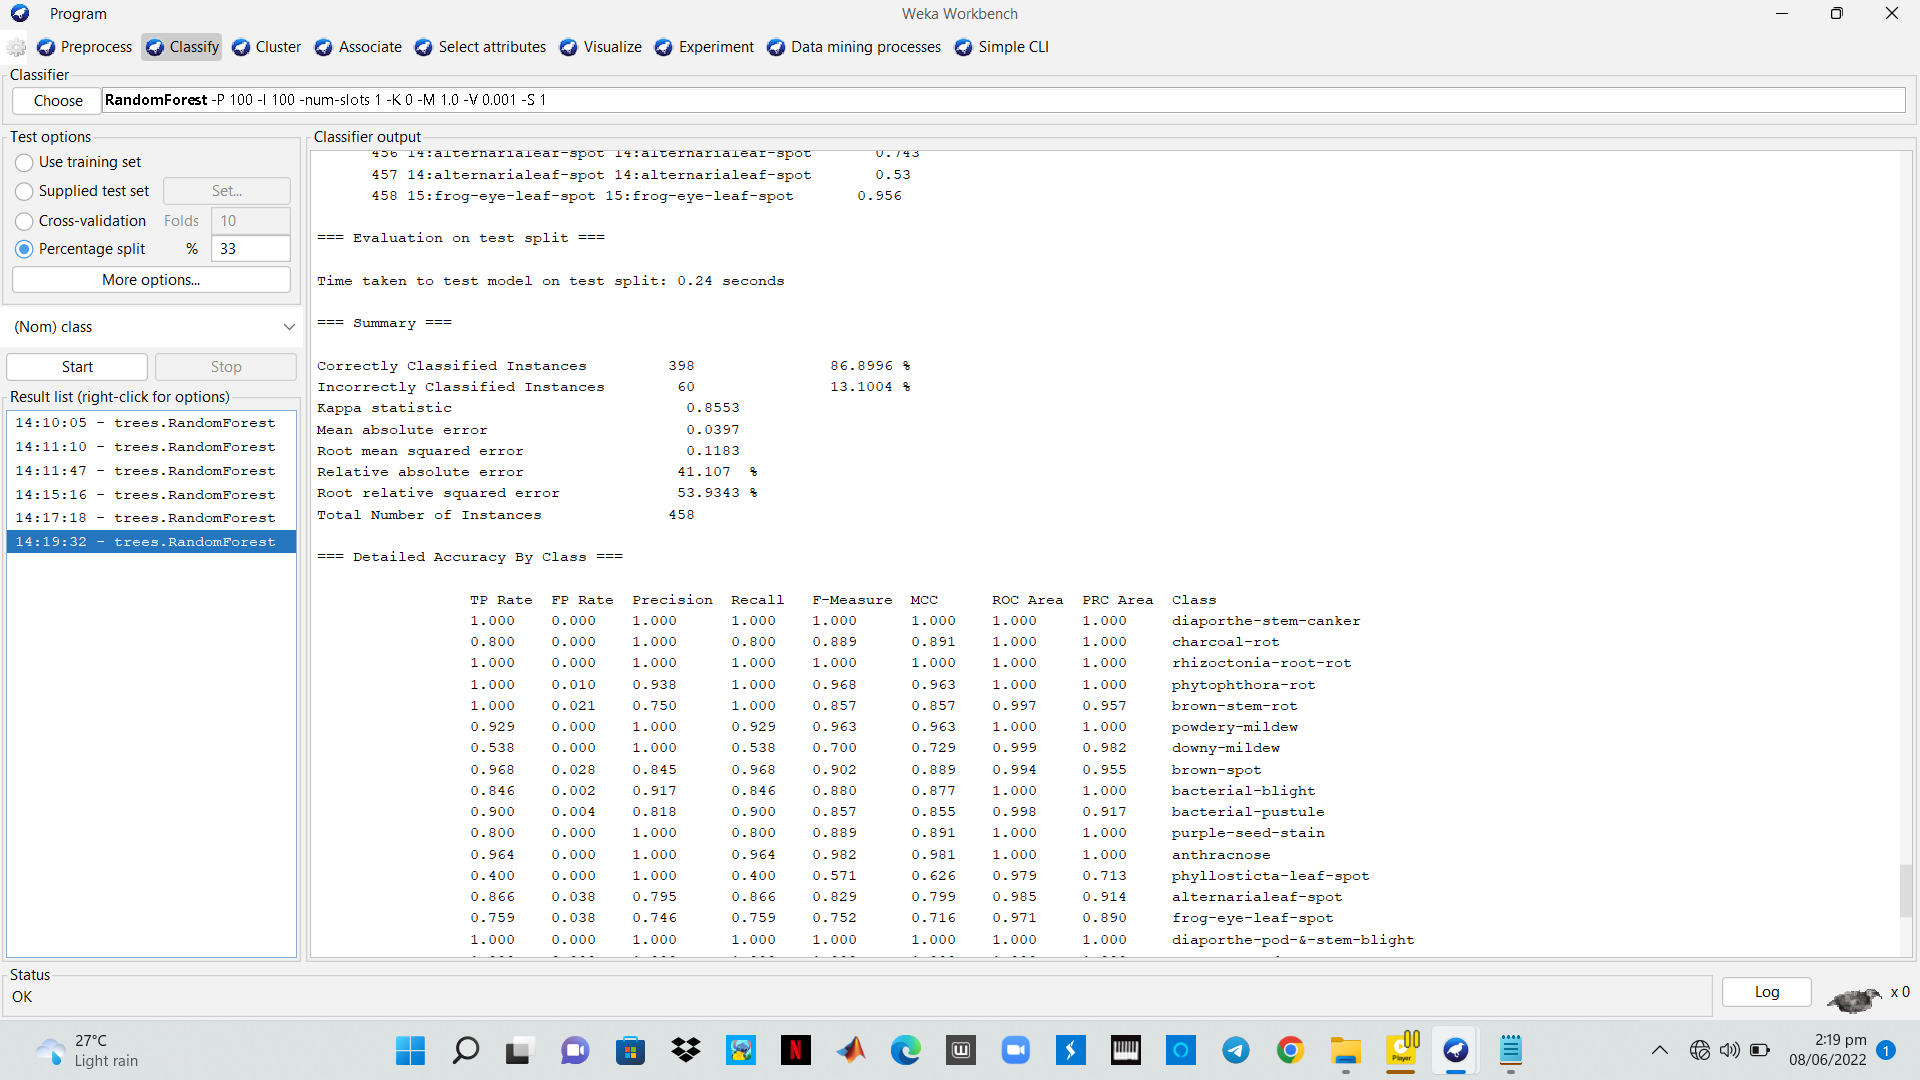 Program
Weka Workbench
Preprocess Classify Cluster Associate Select attributes Visualize Experiment Data mining processes Simple CLI
Classifier
Choose RandomForest -P 100 -I 100 -num-slots 1 -K 0 -M 1.0 -V 0.001 -S 1
Test options
Use training set
Supplied test set Set...
Cross-validation Folds 10
Percentage split % 33
More options...
(Nom) class
Start Stop
Result list (right-click for options)
14:10:05 - trees.RandomForest
14:11:10 - trees.RandomForest
14:11:47 - trees.RandomForest
14:15:16 - trees.RandomForest
14:17:18 - trees.RandomForest
14:19:32 - trees.RandomForest
Classifier output
456 14:alternarialeaf-spot 14:alternarialeaf-spot 0.743
457 14:alternarialeaf-spot 14:alternarialeaf-spot 0.53
458 15:frog-eye-leaf-spot 15:frog-eye-leaf-spot 0.956
=== Evaluation on test split ===
Time taken to test model on test split: 0.24 seconds
=== Summary ===
Correctly Classified Instances 398 86.8996 %
Incorrectly Classified Instances 60 13.1004 %
Kappa statistic 0.8553
Mean absolute error 0.0397
Root mean squared error 0.1183
Relative absolute error 41.107 %
Root relative squared error 53.9343 %
Total Number of Instances 458
=== Detailed Accuracy By Class ===
TP Rate FP Rate Precision Recall F-Measure MCC ROC Area PRC Area Class
1.000 0.000 1.000 1.000 1.000 1.000 1.000 1.000 diaporthe-stem-canker
0.800 0.000 1.000 0.800 0.889 0.891 1.000 1.000 charcoal-rot
1.000 0.000 1.000 1.000 1.000 1.000 1.000 1.000 rhizoctonia-root-rot
1.000 0.010 0.938 1.000 0.968 0.963 1.000 1.000 phytophthora-rot
1.000 0.021 0.750 1.000 0.857 0.857 0.997 0.957 brown-stem-rot
0.929 0.000 1.000 0.929 0.963 0.963 1.000 1.000 powdery-mildew
0.538 0.000 1.000 0.538 0.700 0.729 0.999 0.982 downy-mildew
0.968 0.028 0.845 0.968 0.902 0.889 0.994 0.955 brown-spot
0.846 0.002 0.917 0.846 0.880 0.877 1.000 1.000 bacterial-blight
0.900 0.004 0.818 0.900 0.857 0.855 0.998 0.917 bacterial-pustule
0.800 0.000 1.000 0.800 0.889 0.891 1.000 1.000 purple-seed-stain
0.964 0.000 1.000 0.964 0.982 0.981 1.000 1.000 anthracnose
0.400 0.000 1.000 0.400 0.571 0.626 0.979 0.713 phyllosticta-leaf-spot
0.866 0.038 0.795 0.866 0.829 0.799 0.985 0.914 alternarialeaf-spot
0.759 0.038 0.746 0.759 0.752 0.716 0.971 0.890 frog-eye-leaf-spot
1.000 0.000 1.000 1.000 1.000 1.000 1.000 1.000 diaporthe-pod-&-stem-blight
Status
OK
Log x 0
27°C
Light rain
Player
2:19 pm
08/06/2022
1